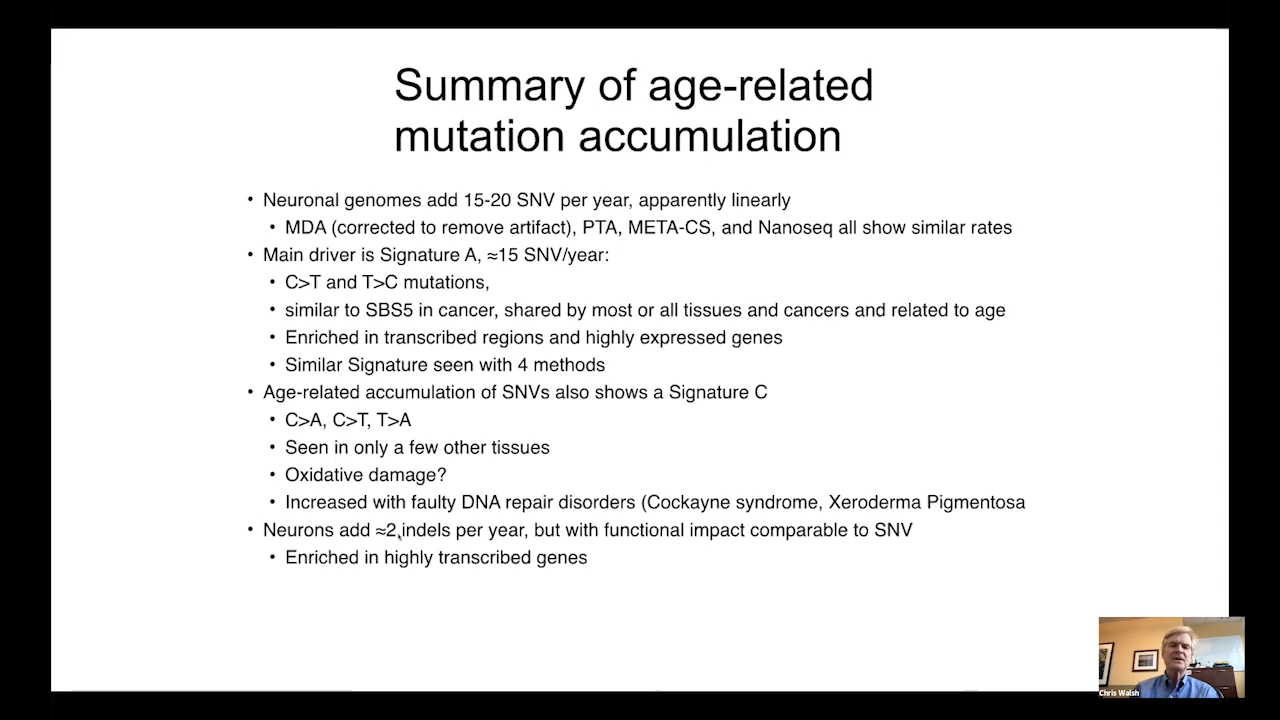 Summary of age-related
mutation accumulation
• Neuronal genomes add 15-20 SNV per year, apparently linearly
• MDA (corrected to remove artifact), PTA, META-CS, and Nanoseq all show similar rates
• Main driver is Signature A, ≈15 SNV/year:
• C>T and T>C mutations,
• similar to SBS5 in cancer, shared by most or all tissues and cancers and related to age
• Enriched in transcribed regions and highly expressed genes
• Similar Signature seen with 4 methods
• Age-related accumulation of SNVs also shows a Signature C
• C>A, C>T, T>A
• Seen in only a few other tissues
• Oxidative damage?
• Increased with faulty DNA repair disorders (Cockayne syndrome, Xeroderma Pigmentosa
• Neurons add ≈2 indels per year, but with functional impact comparable to SNV
• Enriched in highly transcribed genes
Chris Walsh